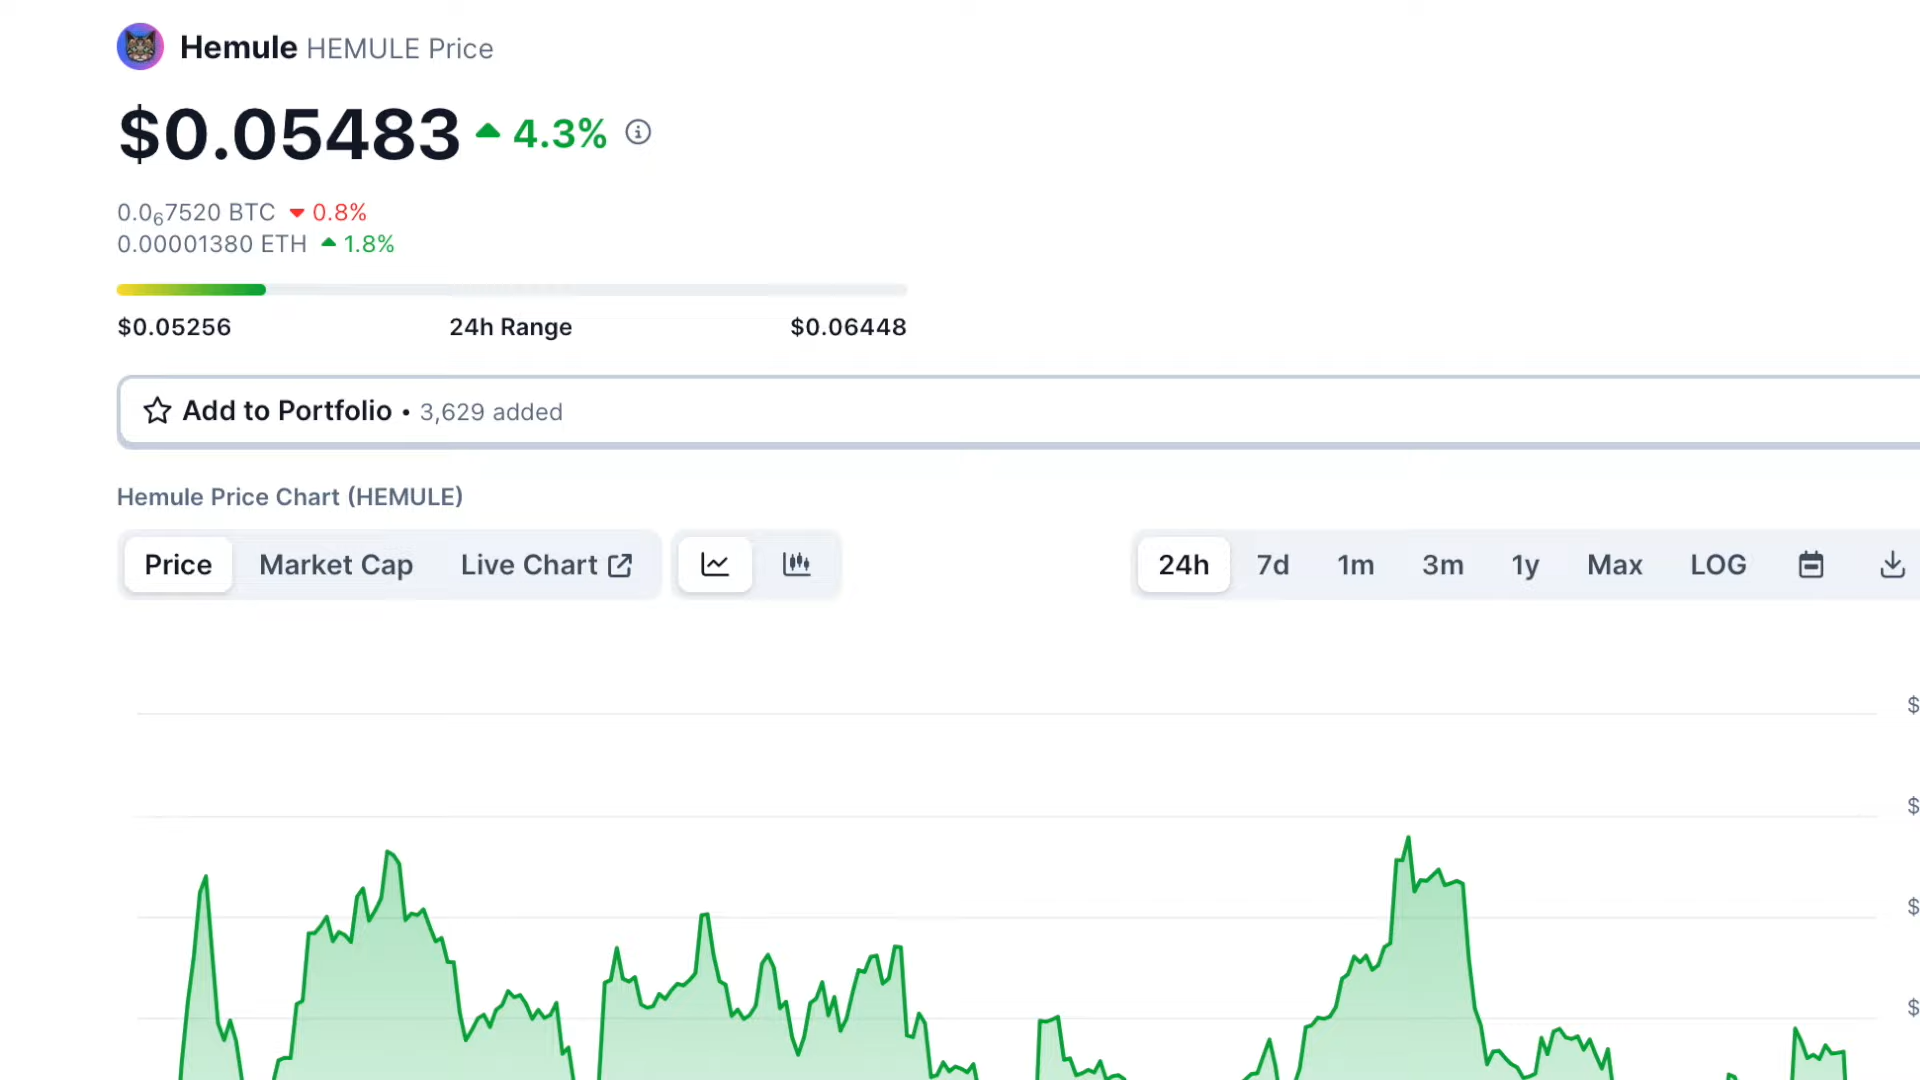 Hemule HEMULE Price
$0.05483 4.3%
0.0₆7520 BTC 0.8%
0.00001380 ETH 1.8%
$0.05256 24h Range $0.06448
Add to Portfolio • 3,629 added
Hemule Price Chart (HEMULE)
Price Market Cap Live Chart 24h 7d 1m 3m 1y Max LOG
$
$
$
$